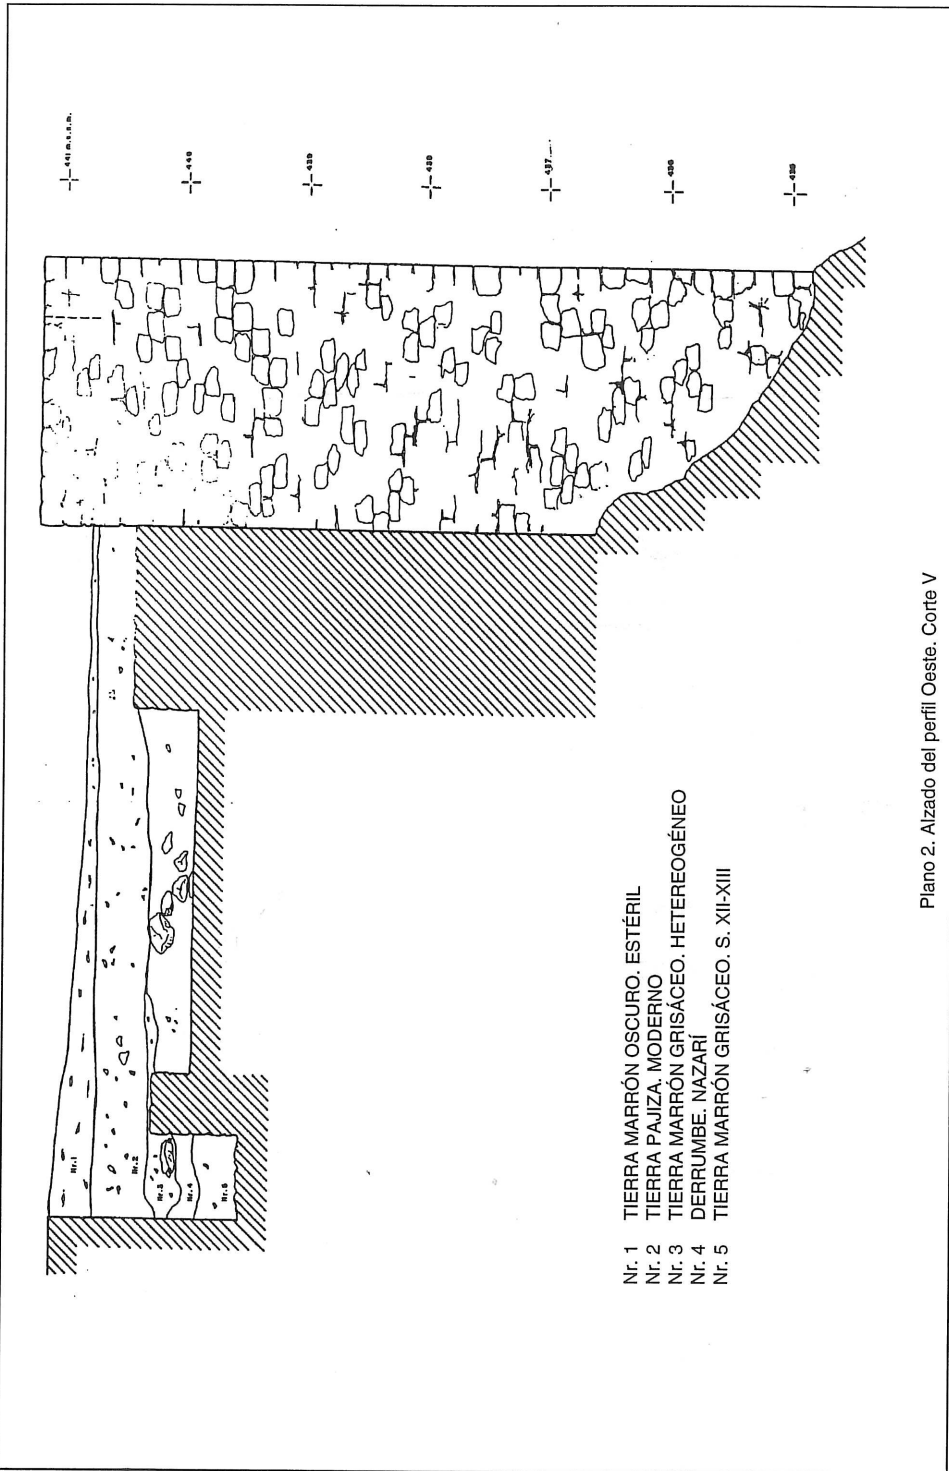 441 m.s.n.m.
440
439
438
437
436
435
Nr.1
Nr.2
Nr.3
Nr.4
Nr.5
Nr. 1 TIERRA MARRÓN OSCURO. ESTÉRIL
Nr. 2 TIERRA PAJIZA. MODERNO
Nr. 3 TIERRA MARRÓN GRISÁCEO. HETEREOGÉNEO
Nr. 4 DERRUMBE. NAZARÍ
Nr. 5 TIERRA MARRÓN GRISÁCEO. S. XII-XIII
Plano 2. Alzado del perfil Oeste. Corte V